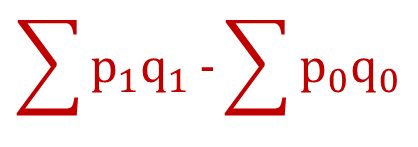 ∑ p₁q₁ - ∑ p₀q₀